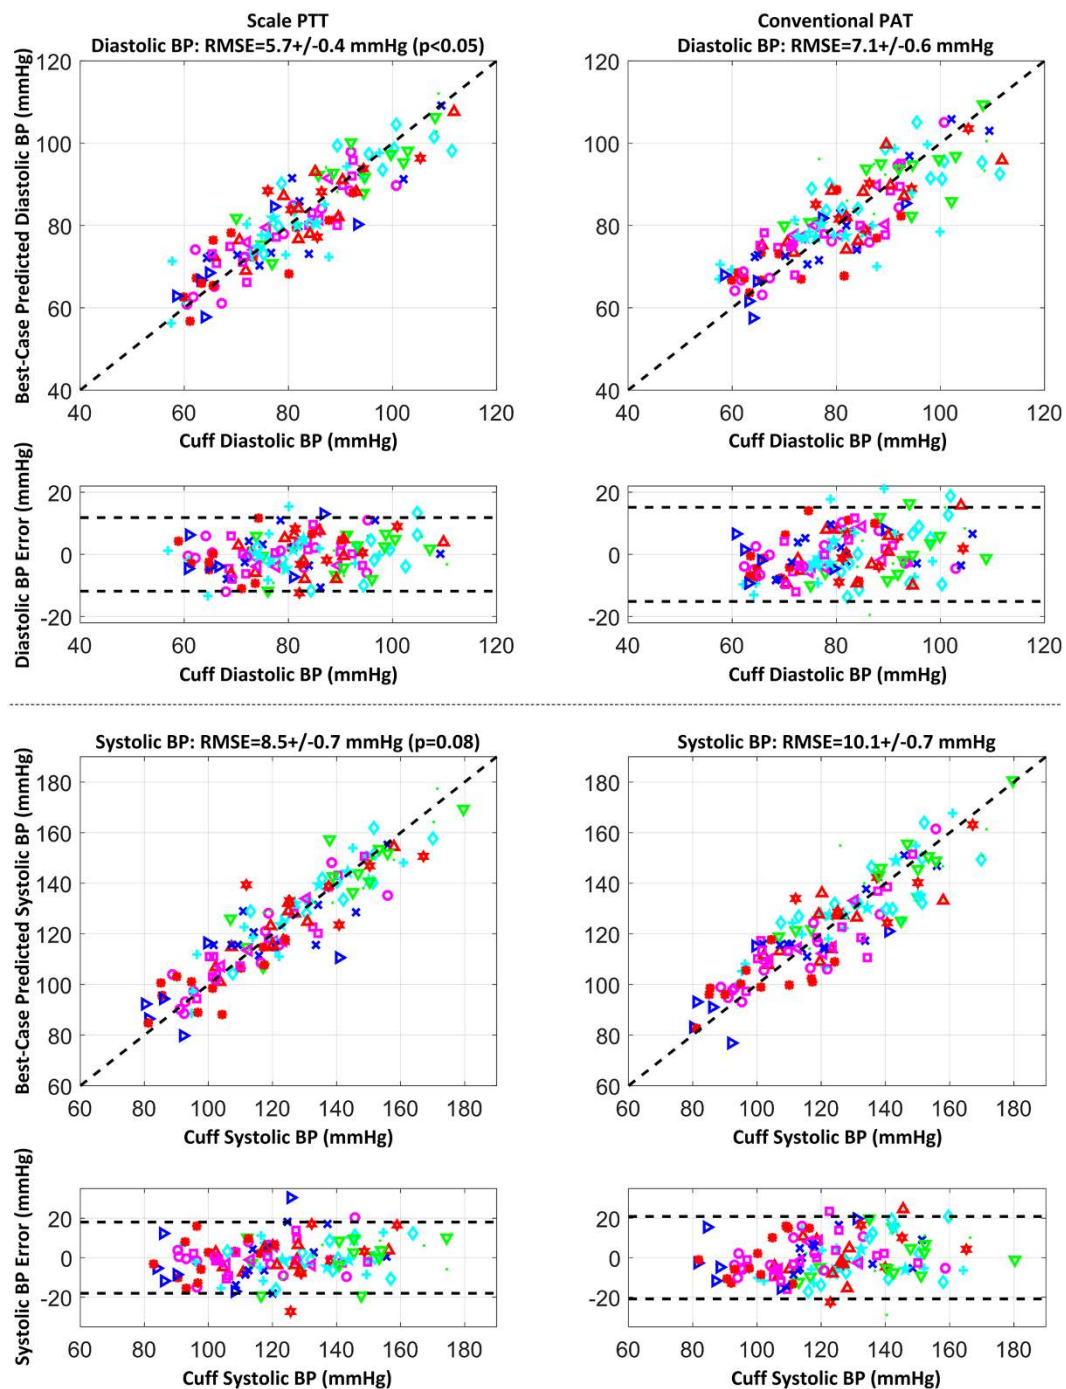 Scale PTT
Diastolic BP: RMSE=5.7+/-0.4 mmHg (p<0.05)
Conventional PAT
Diastolic BP: RMSE=7.1+/-0.6 mmHg
Best-Case Predicted Diastolic BP (mmHg)
120
100
80
60
40
40 60 80 100 120
Cuff Diastolic BP (mmHg)
120
100
80
60
40
40 60 80 100 120
Cuff Diastolic BP (mmHg)
Diastolic BP Error (mmHg)
20
0
-20
40 60 80 100 120
Cuff Diastolic BP (mmHg)
20
0
-20
40 60 80 100 120
Cuff Diastolic BP (mmHg)
Systolic BP: RMSE=8.5+/-0.7 mmHg (p=0.08)
Systolic BP: RMSE=10.1+/-0.7 mmHg
Best-Case Predicted Systolic BP (mmHg)
180
160
140
120
100
80
60
60 80 100 120 140 160 180
Cuff Systolic BP (mmHg)
180
160
140
120
100
80
60
60 80 100 120 140 160 180
Cuff Systolic BP (mmHg)
Systolic BP Error (mmHg)
20
0
-20
60 80 100 120 140 160 180
Cuff Systolic BP (mmHg)
20
0
-20
60 80 100 120 140 160 180
Cuff Systolic BP (mmHg)